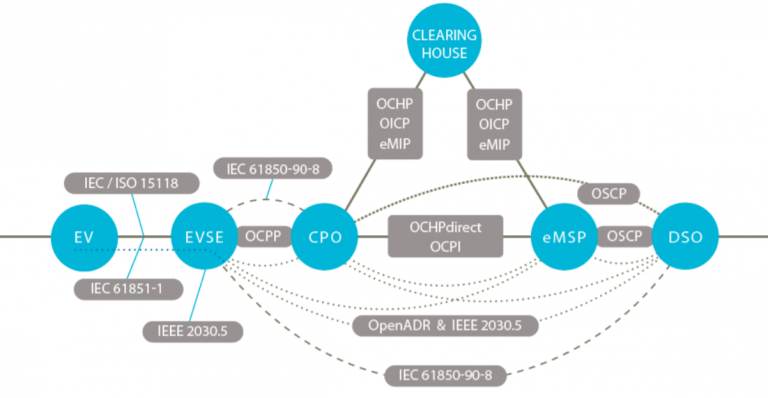 CLEARING
HOUSE
OCHP
OICP
eMIP
OCHP
OICP
eMIP
IEC 61850-90-8
IEC / ISO 15118
OSCP
EV
EVSE
OCPP
CPO
OCHPdirect
OCPI
eMSP
OSCP
DSO
IEC 61851-1
IEEE 2030.5
OpenADR & IEEE 2030.5
IEC 61850-90-8